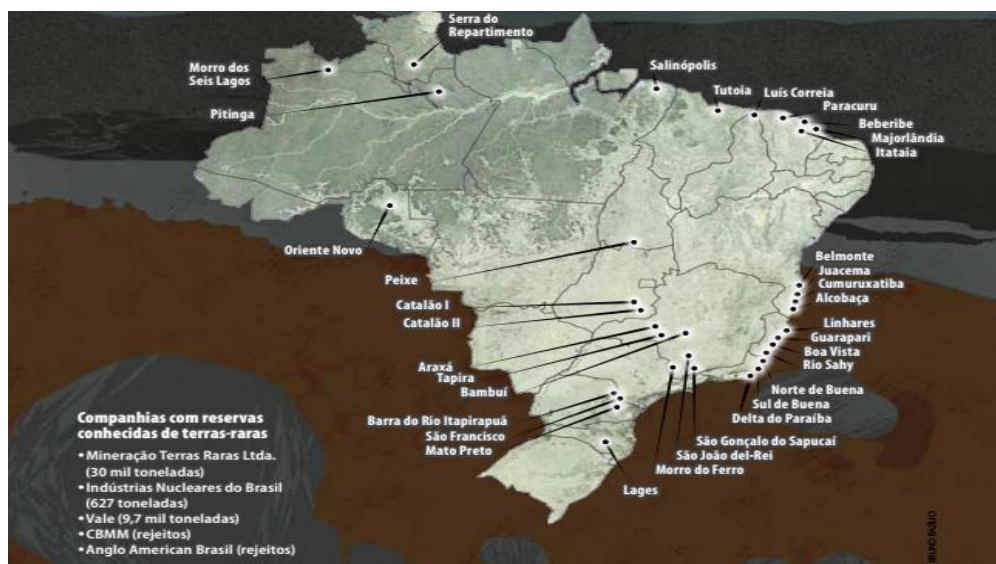 Serra do
Repartimento
Morro dos
Seis Lagos
Pitinga
Salinópolis
Tutoia
Luís Correia
Paracuru
Beberibe
Majorlândia
Itataia
Oriente Novo
Peixe
Catalão I
Catalão II
Araxá
Tapira
Bambuí
Barra do Rio Itapirapuá
São Francisco
Mato Preto
Belmonte
Juacema
Cumuruxatiba
Alcobaça
Linhares
Guarapari
Boa Vista
Rio Sahy
Norte de Buena
Sul de Buena
Delta do Paraíba
São Gonçalo do Sapucaí
São João del-Rei
Morro do Ferro
Lages
Companhias com reservas
conhecidas de terras-raras
•Mineração Terras Raras Ltda.
(30 mil toneladas)
•Indústrias Nucleares do Brasil
(627 toneladas)
•Vale (9,7 mil toneladas)
•CBMM (rejeitos)
•Anglo American Brasil (rejeitos)